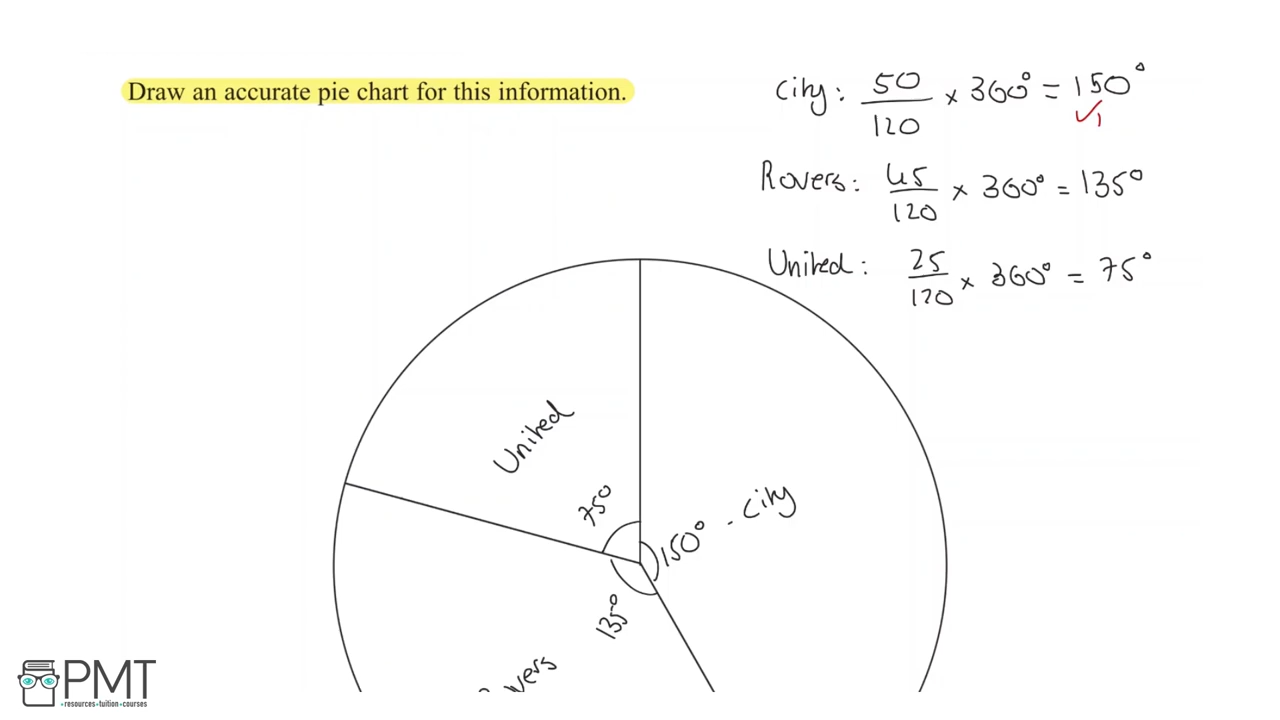 Draw an accurate pie chart for this information.
City: 50/120 × 360° = 150°
✓1
Rovers: 45/120 × 360° = 135°
United: 25/120 × 360° = 75°
United
75°
150° - City
135°
PMT
•resources•tuition•courses